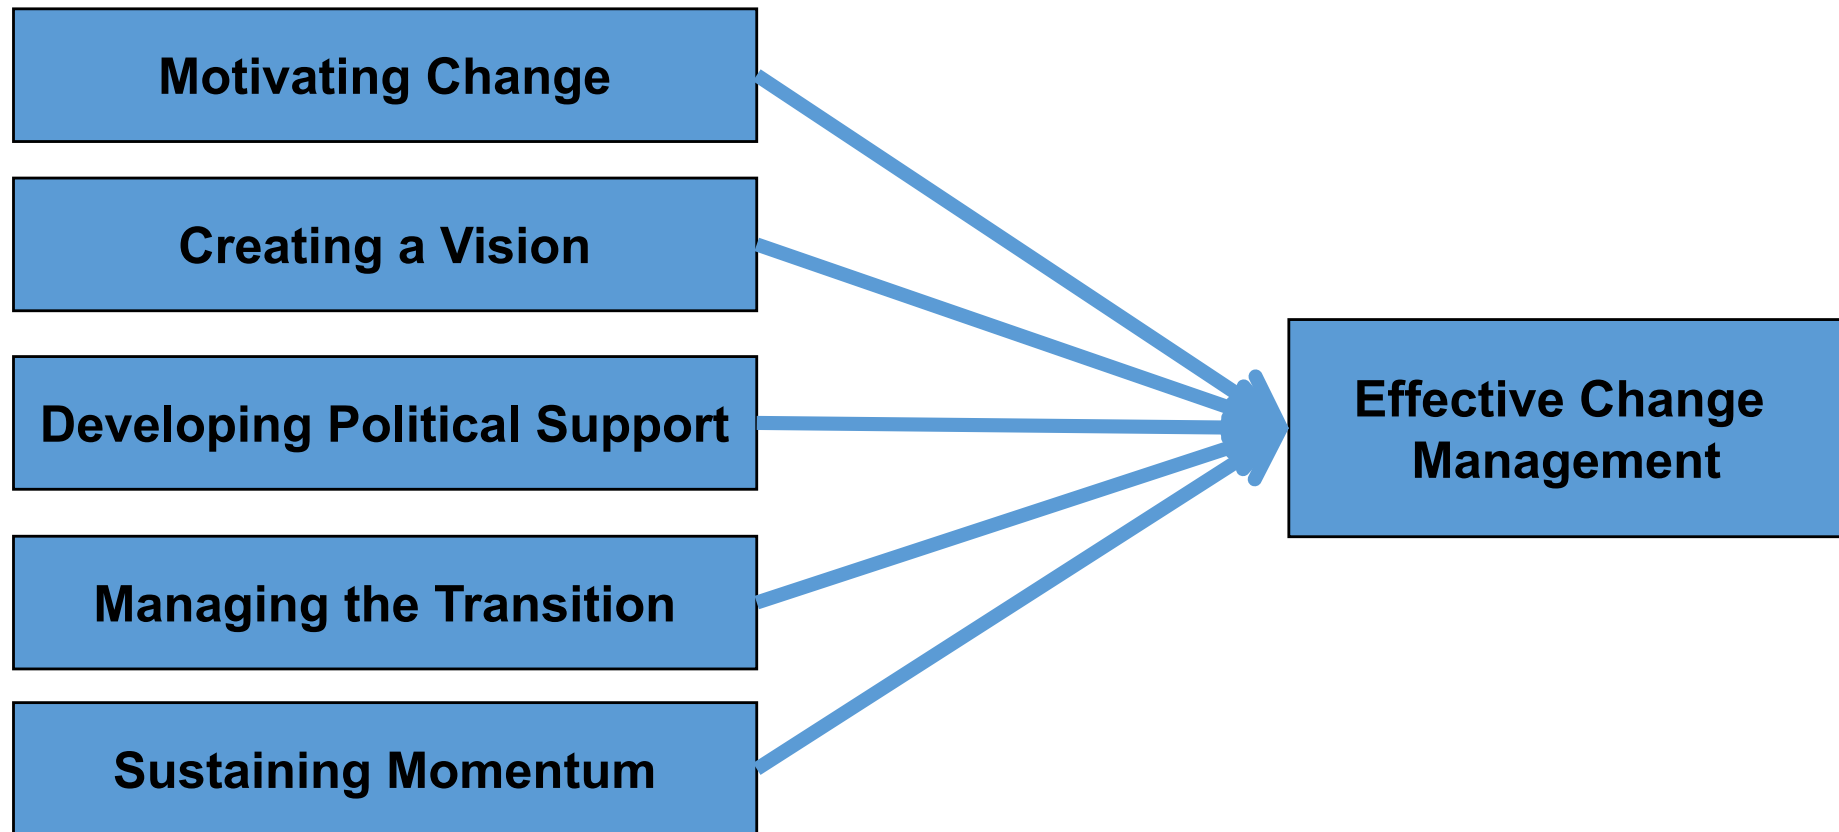 Motivating Change
Creating a Vision
Developing Political Support
Managing the Transition
Sustaining Momentum
Effective Change
Management